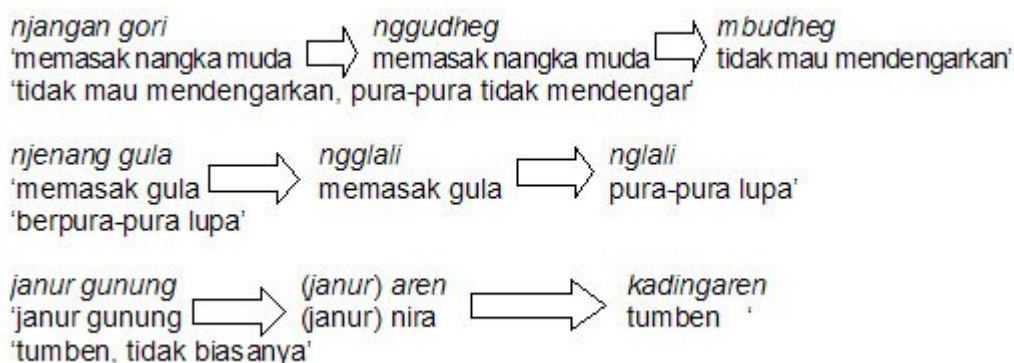 njangan gori nggudheg mbudheg
'memasak nangka muda memasak nangka muda tidak mau mendengarkan'
'tidak mau mendengarkan, pura-pura tidak mendengar'
njenang gula ngglali nglali
'memasak gula memasak gula pura-pura lupa'
'berpura-pura lupa'
janur gunung (janur) aren kadingaren
'janur gunung (janur) nira tumben '
'tumben, tidak biasanya'